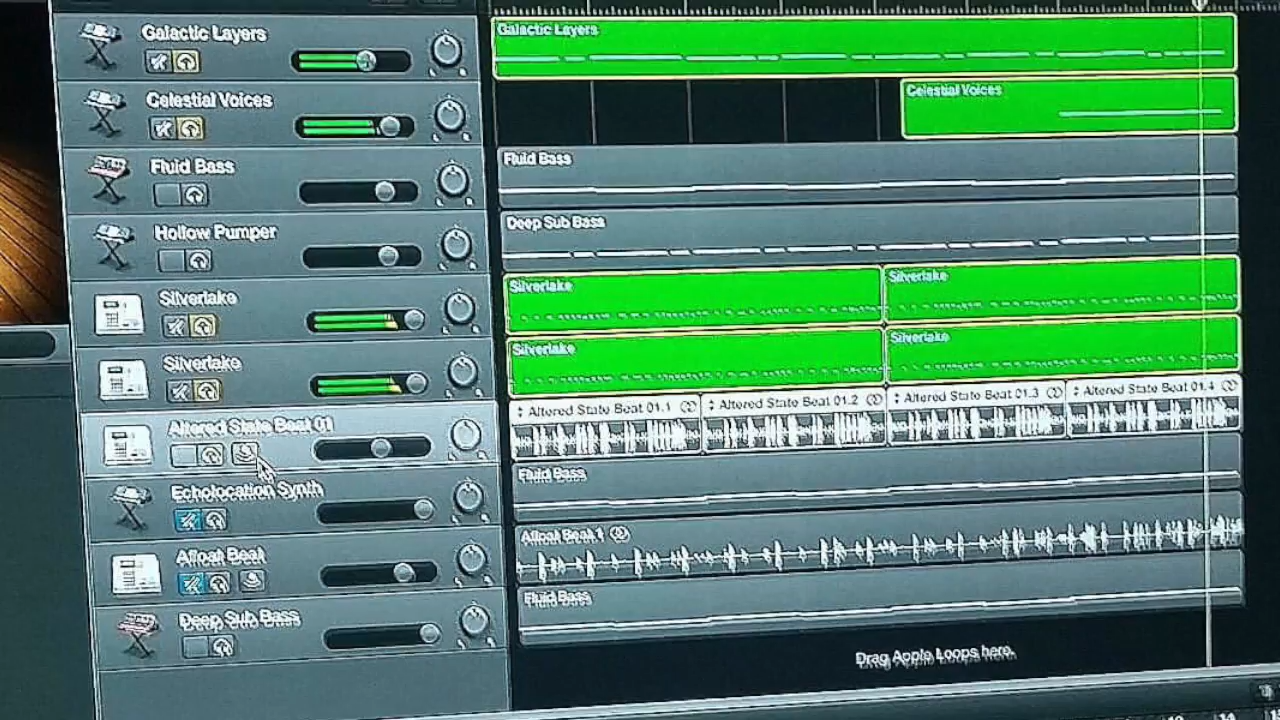 Galactic Layers
Galactic Layers
Celestial Voices
Celestial Voices
Fluid Bass
Fluid Bass
Hollow Pumper
Deep Sub Bass
Silverlake
Silverlake
Silverlake
Silverlake
Silverlake
Silverlake
Altered State Beat 01
Altered State Beat 01.1
Altered State Beat 01.2
Altered State Beat 01.3
Altered State Beat 01.4
Echolocation Synth
Fluid Bass
Afloat Beat
Afloat Beat 1
Deep Sub Bass
Fluid Bass
Drag Apple Loops here.